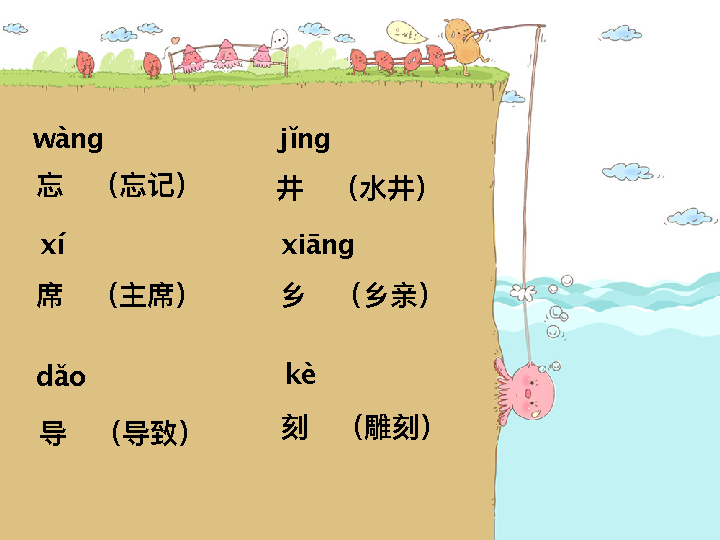 wàng
忘 （忘记）
jǐng
井 （水井）
xí
席 （主席）
xiāng
乡 （乡亲）
dǎo
导 （导致）
kè
刻 （雕刻）